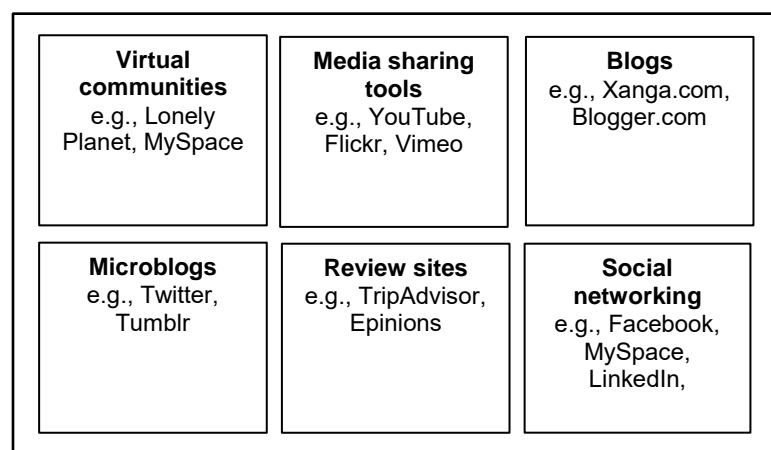 Virtual
communities
e.g., Lonely
Planet, MySpace
Media sharing
tools
e.g., YouTube,
Flickr, Vimeo
Blogs
e.g., Xanga.com,
Blogger.com
Microblogs
e.g., Twitter,
Tumblr
Review sites
e.g., TripAdvisor,
Epinions
Social
networking
e.g., Facebook,
MySpace,
LinkedIn,